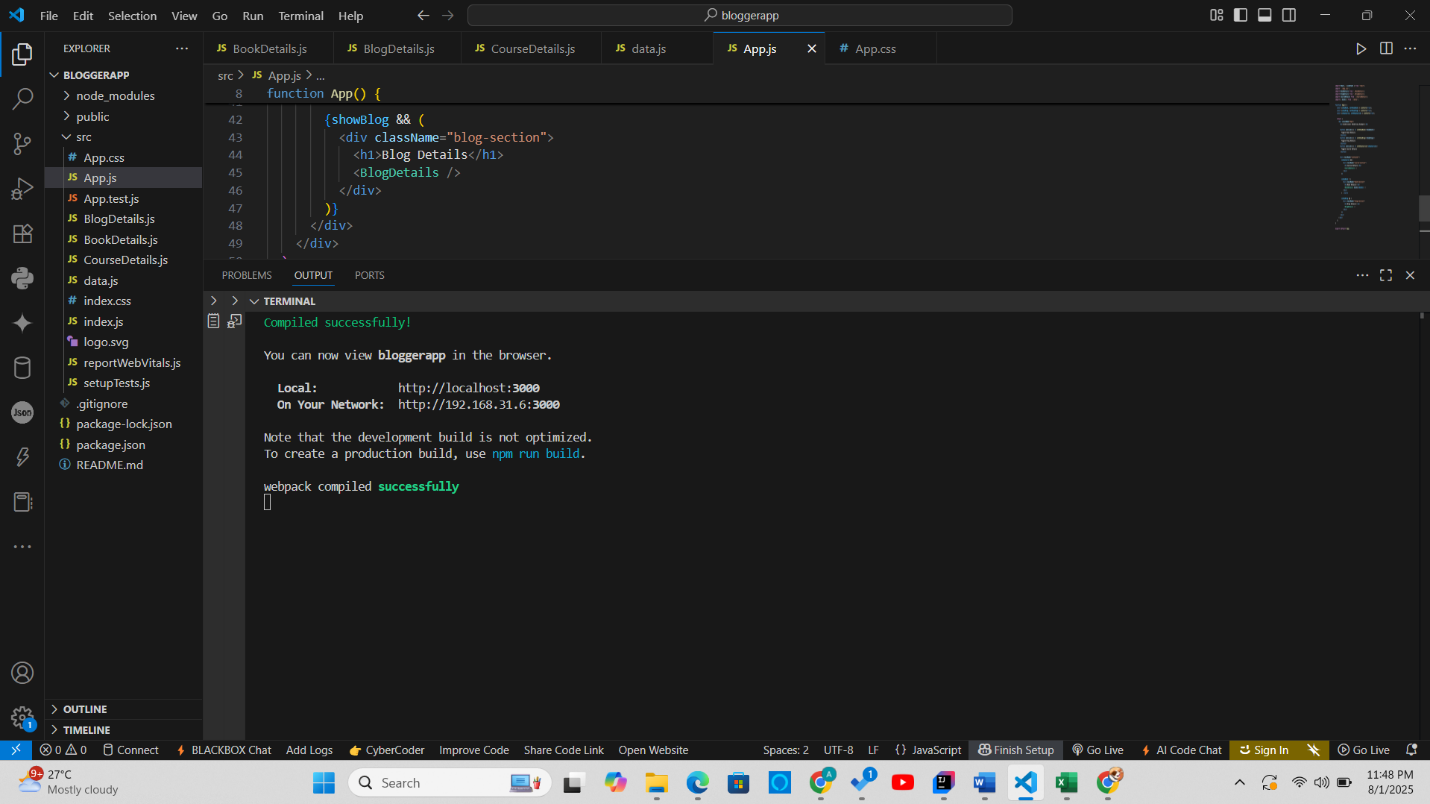 File Edit Selection View Go Run Terminal Help
bloggerapp
EXPLORER
BookDetails.js
BlogDetails.js
CourseDetails.js
data.js
App.js
App.css
BLOGGERAPP
node_modules
public
src
App.css
App.js
App.test.js
BlogDetails.js
BookDetails.js
CourseDetails.js
data.js
index.css
index.js
logo.svg
reportWebVitals.js
setupTests.js
.gitignore
package-lock.json
package.json
README.md
OUTLINE
TIMELINE
src > JS App.js > ...
8 function App() {
42 {showBlog && (
43 <div className="blog-section">
44 <h1>Blog Details</h1>
45 <BlogDetails />
46 </div>
47 )}
48 </div>
49 </div>
PROBLEMS OUTPUT PORTS
TERMINAL
Compiled successfully!
You can now view bloggerapp in the browser.
Local: http://localhost:3000
On Your Network: http://192.168.31.6:3000
Note that the development build is not optimized.
To create a production build, use npm run build.
webpack compiled successfully
0 0 Connect BLACKBOX Chat Add Logs CyberCoder Improve Code Share Code Link Open Website Spaces: 2 UTF-8 LF {} JavaScript Finish Setup Go Live AI Code Chat Sign In Go Live
9+ 27°C
Mostly cloudy
Search
11:48 PM
8/1/2025